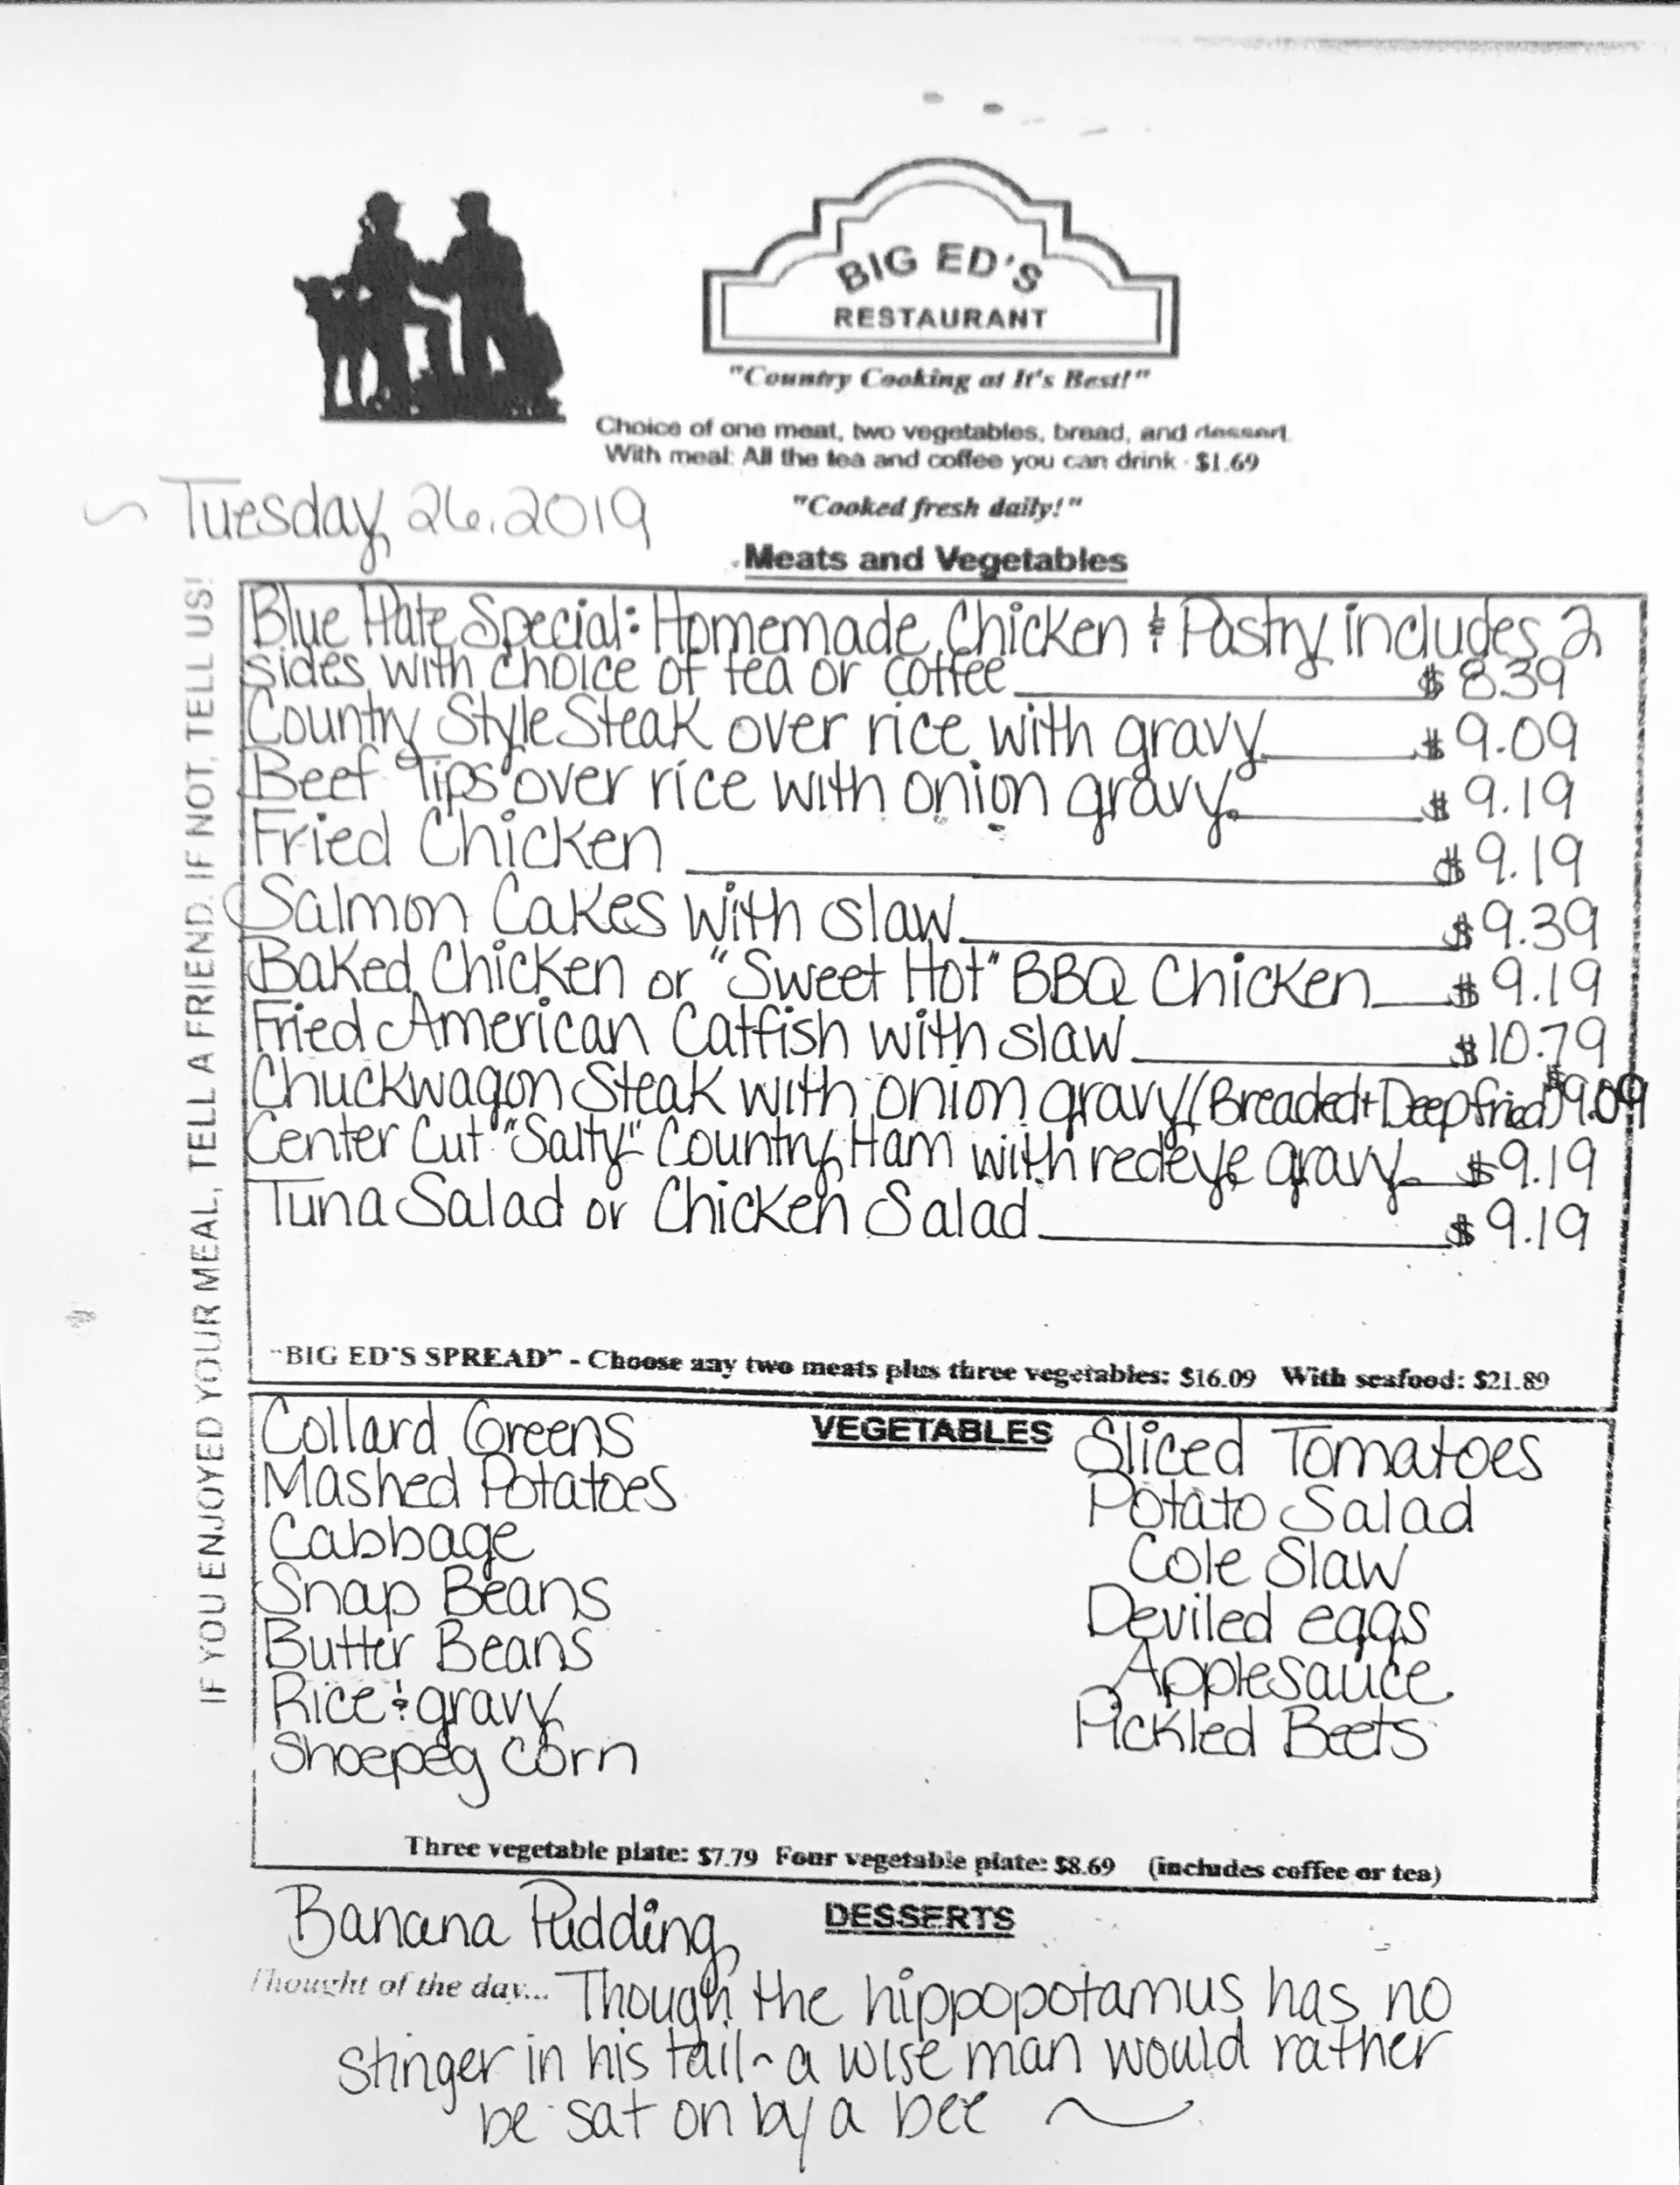 BIG ED'S
RESTAURANT
"Country Cooking at It's Best!"
Choice of one meat, two vegetables, bread, and dessert.
With meal: All the tea and coffee you can drink - $1.69
"Cooked fresh daily!"
~ Tuesday, 26, 2019
Meats and Vegetables
IF YOU ENJOYED YOUR MEAL, TELL A FRIEND. IF NOT, TELL US!
Blue Plate Special: Homemade Chicken & Pastry includes 2
sides with choice of tea or coffee $8.39
Country Style Steak over rice with gravy $9.09
Beef Tips over rice with onion gravy $9.19
Fried Chicken $9.19
Salmon Cakes with slaw $9.39
Baked Chicken or "Sweet Hot" BBQ Chicken $9.19
Fried American Catfish with slaw $10.79
Chuckwagon Steak with onion gravy (Breaded + Deepfried) $9.09
Center Cut "Salty" Country Ham with redeye gravy $9.19
Tuna Salad or Chicken Salad $9.19
"BIG ED'S SPREAD" - Choose any two meats plus three vegetables: $16.09 With seafood: $21.89
VEGETABLES
Collard Greens
Mashed Potatoes
Cabbage
Snap Beans
Butter Beans
Rice & gravy
Shoepeg Corn
Sliced Tomatoes
Potato Salad
Cole Slaw
Deviled eggs
Applesauce
Pickled Beets
Three vegetable plate: $7.79 Four vegetable plate: $8.69 (includes coffee or tea)
DESSERTS
Banana Pudding
Thought of the day... Though the hippopotamus has no
stinger in his tail ~ a wise man would rather
be sat on by a bee ~